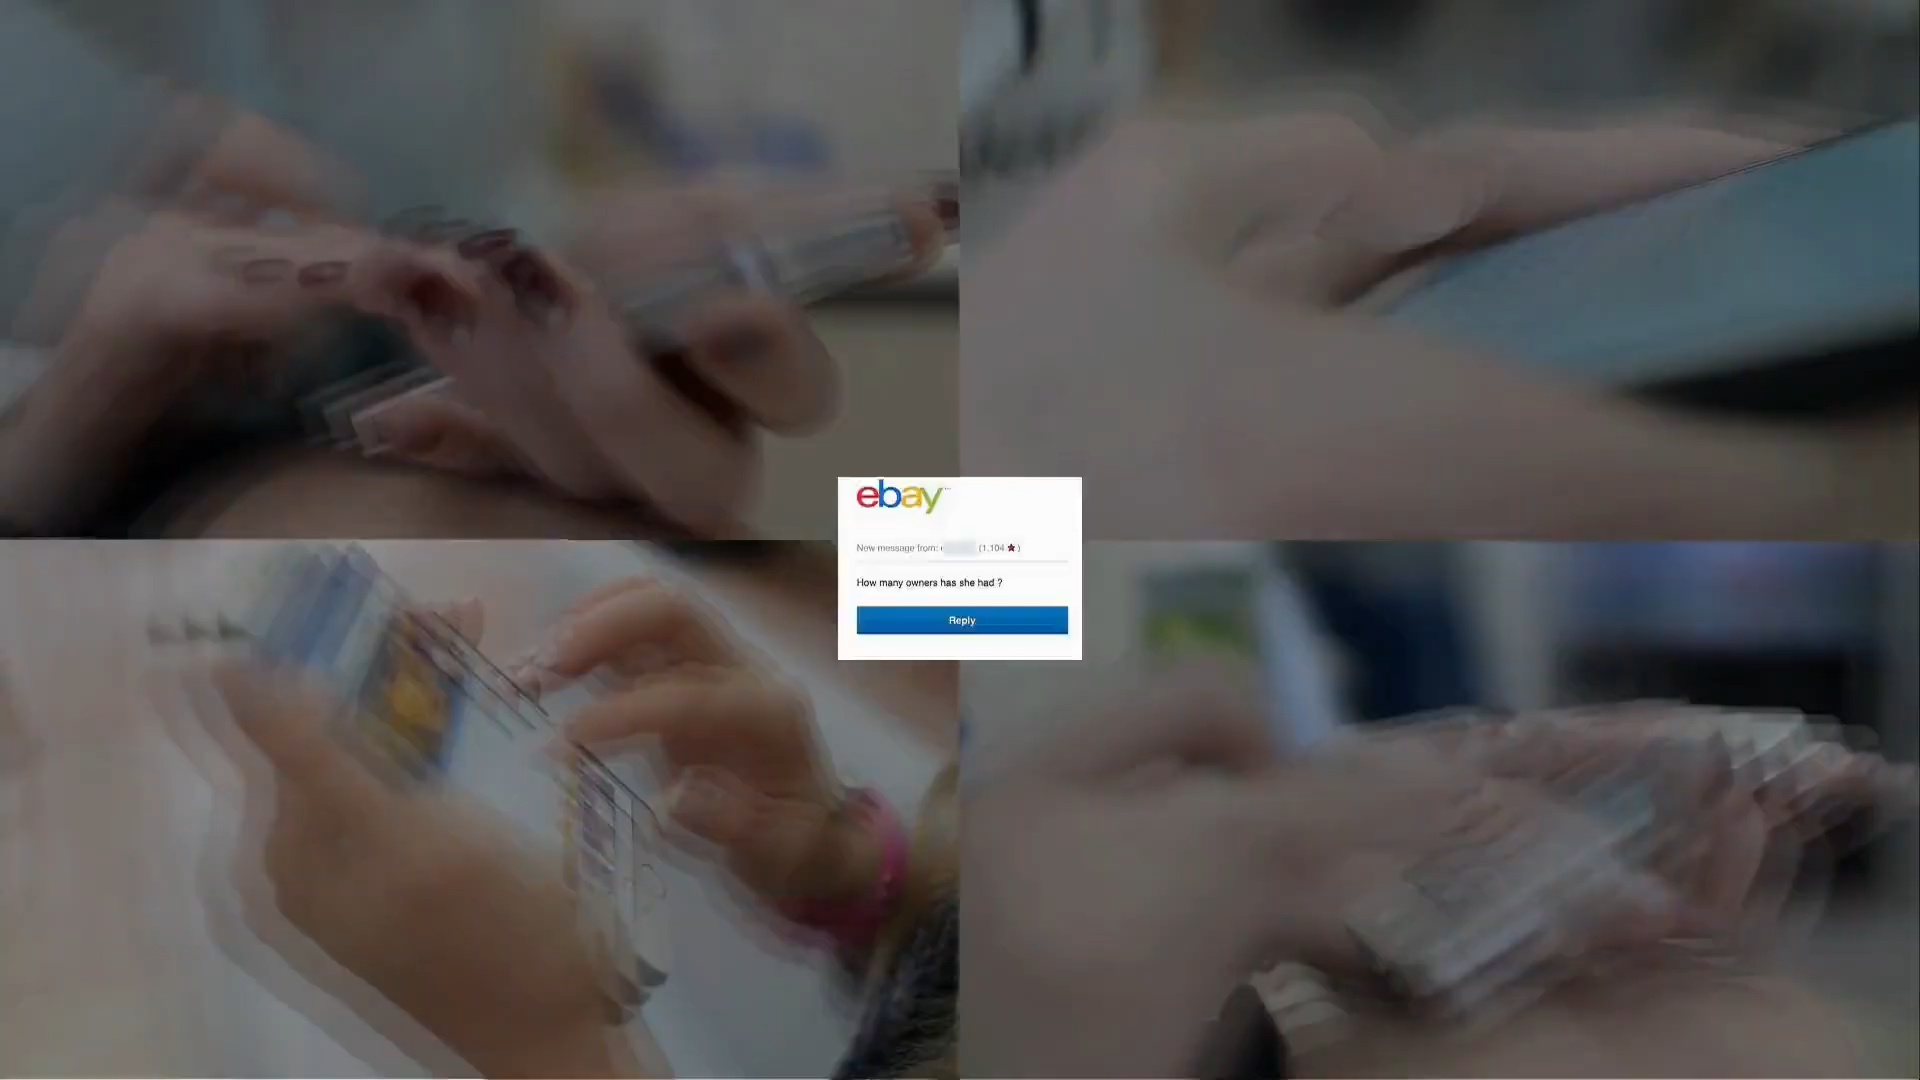 ebay
New message from: (1,104 ★)
How many owners has she had ?
Reply